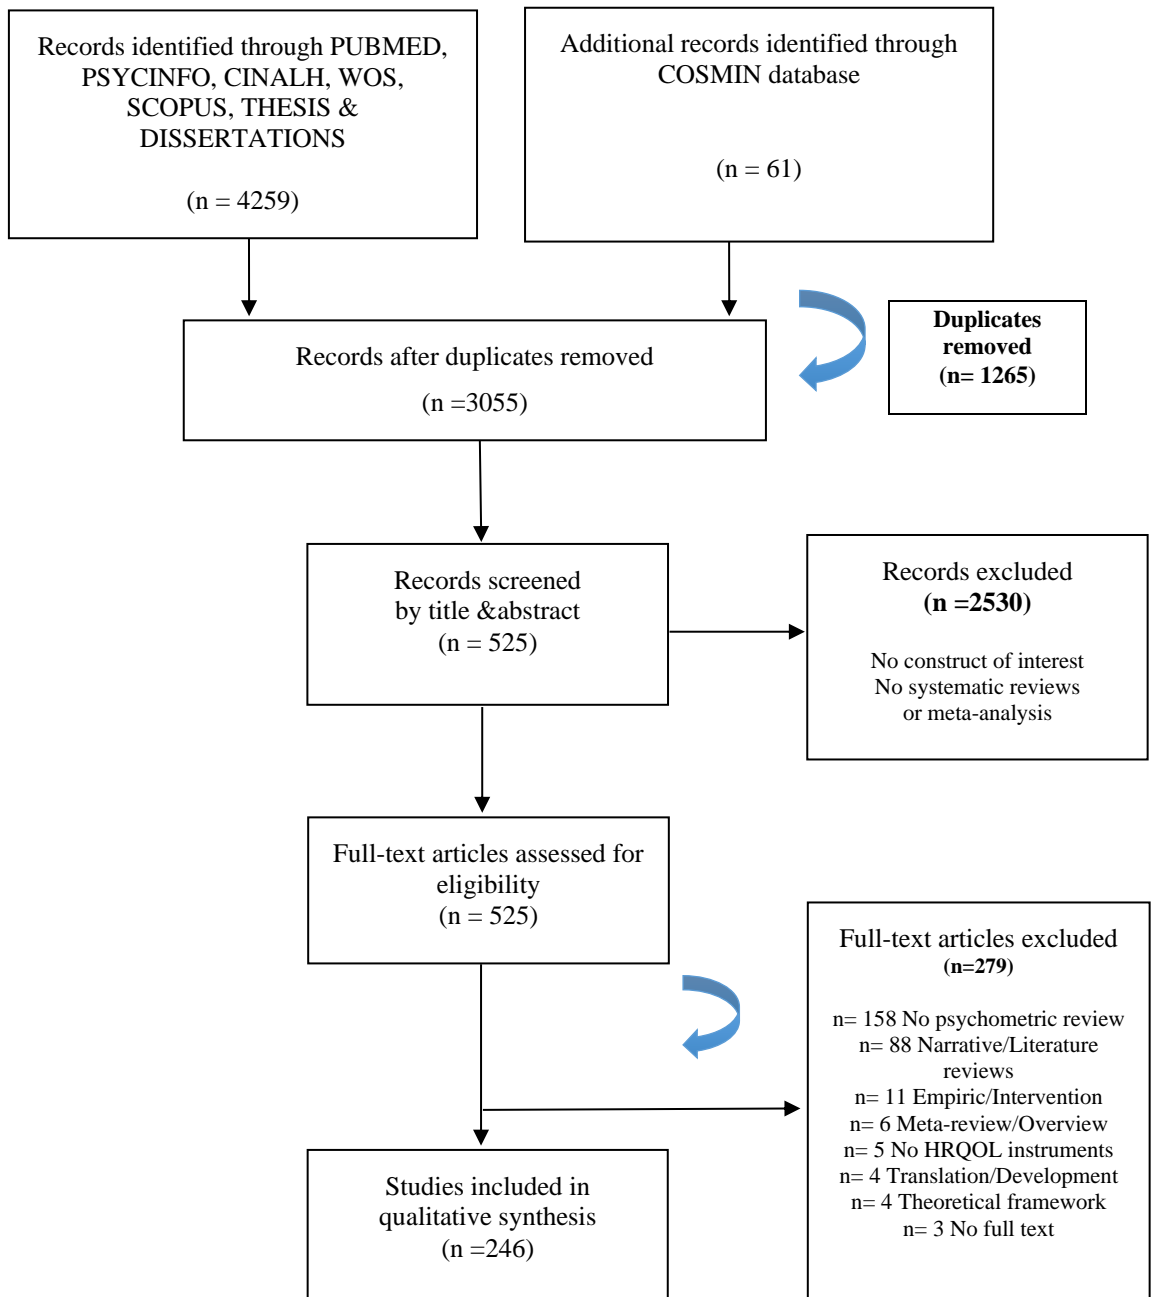 Records identified through PUBMED,
PSYCINFO, CINALH, WOS,
SCOPUS, THESIS &
DISSERTATIONS
(n = 4259)
Additional records identified through
COSMIN database
(n = 61)
Duplicates
removed
(n= 1265)
Records after duplicates removed
(n =3055)
Records screened
by title &abstract
(n = 525)
Records excluded
(n =2530)
No construct of interest
No systematic reviews
or meta-analysis
Full-text articles assessed for
eligibility
(n = 525)
Full-text articles excluded
(n=279)
n= 158 No psychometric review
n= 88 Narrative/Literature
reviews
n= 11 Empiric/Intervention
n= 6 Meta-review/Overview
n= 5 No HRQOL instruments
n= 4 Translation/Development
n= 4 Theoretical framework
n= 3 No full text
Studies included in
qualitative synthesis
(n =246)